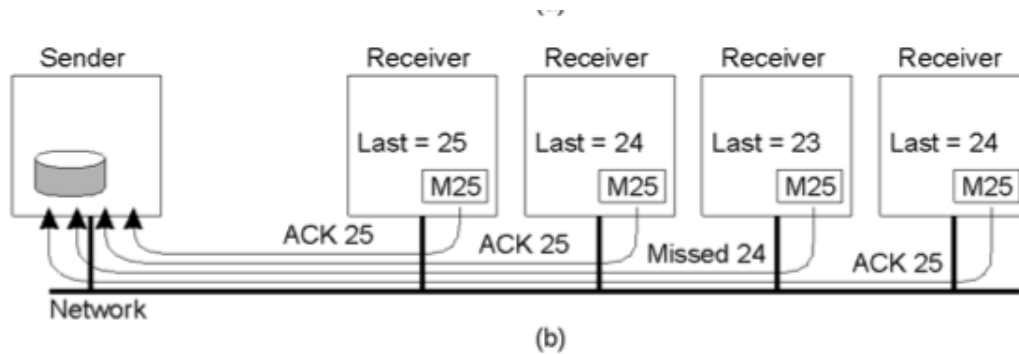 Sender Receiver Receiver Receiver Receiver
Last = 25 Last = 24 Last = 23 Last = 24
M25 M25 M25 M25
ACK 25 ACK 25 Missed 24 ACK 25
Network
(b)